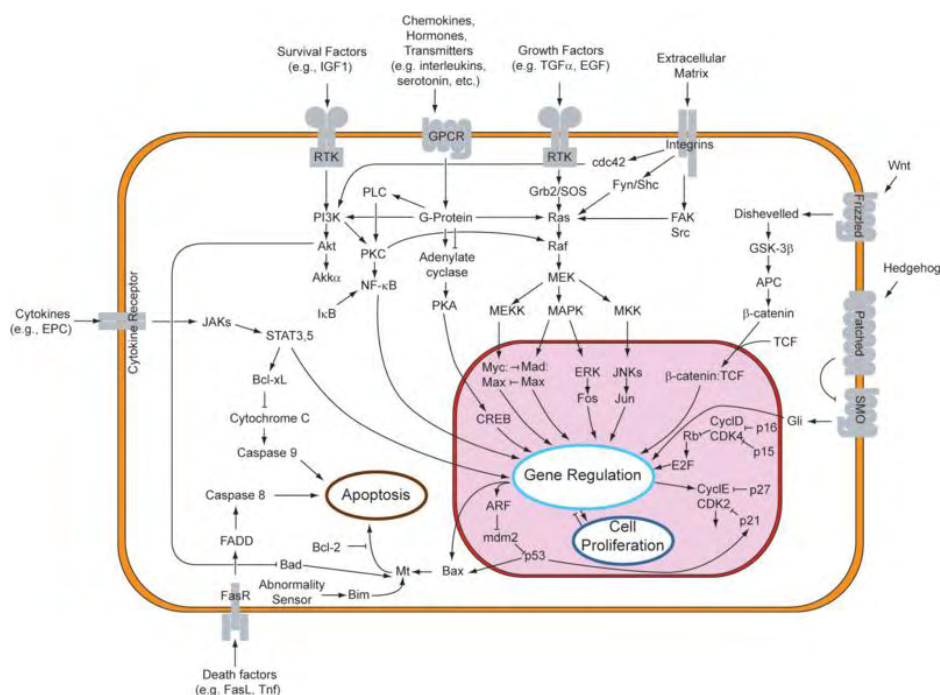 Chemokines,
Hormones,
Transmitters
(e.g. interleukins,
serotonin, etc.)
Survival Factors
(e.g., IGF1)
Growth Factors
(e.g. TGFα, EGF)
Extracellular
Matrix
RTK
GPCR
RTK
Integrins
cdc42
Wnt
Frizzled
PLC
Grb2/SOS
Fyn/Shc
PI3K
G-Protein
Ras
FAK
Src
Dishevelled
Akt
PKC
Adenylate
cyclase
Raf
GSK-3β
Akkα
NF-κB
MEK
APC
Hedgehog
IκB
PKA
MEKK
MAPK
MKK
β-catenin
Patched
Cytokines
(e.g., EPC)
Cytokine Receptor
JAKs
STAT3,5
TCF
Myc:
Max
Mad:
Max
ERK
JNKs
β-catenin:TCF
Bcl-xL
Fos
Jun
SMO
Cytochrome C
CREB
Gli
CyclD
CDK4
p16
p15
Rb
Caspase 9
E2F
Gene Regulation
Caspase 8
Apoptosis
CyclE
CDK2
p27
p21
ARF
FADD
Bcl-2
mdm2
Cell
Proliferation
p53
Bad
Mt
Bax
FasR
Abnormality
Sensor
Bim
Death factors
(e.g. FasL, Tnf)